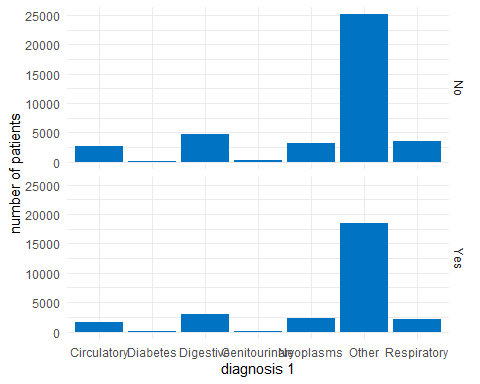 25000
20000
15000
10000
5000
0
No
25000
20000
15000
10000
5000
0
Yes
number of patients
Circulatory Diabetes Digestive Genitourinary Neoplasms Other Respiratory
diagnosis 1